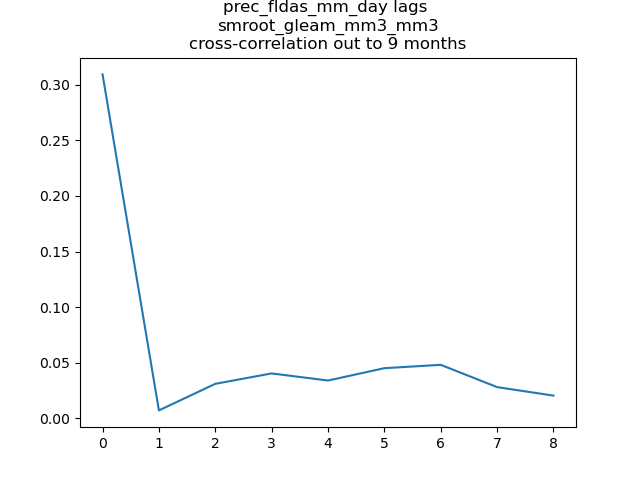 prec_fldas_mm_day lags
smroot_gleam_mm3_mm3
cross-correlation out to 9 months
0.30
0.25
0.20
0.15
0.10
0.05
0.00
0 1 2 3 4 5 6 7 8